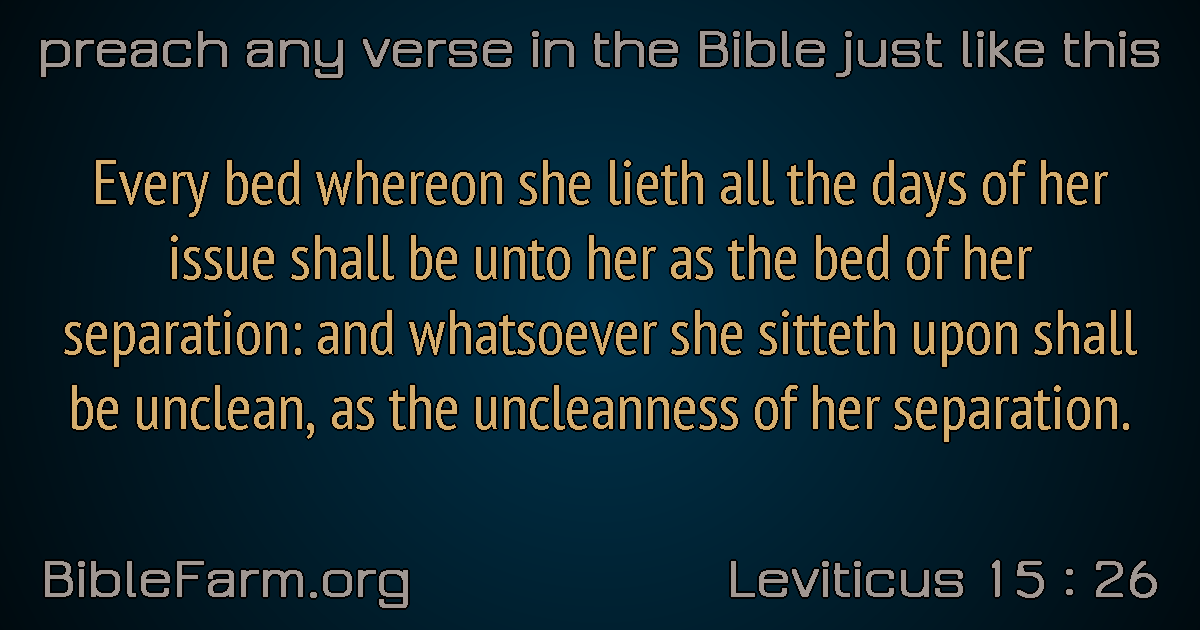 preach any verse in the Bible just like this
Every bed whereon she lieth all the days of her
issue shall be unto her as the bed of her
separation: and whatsoever she sitteth upon shall
be unclean, as the uncleanness of her separation.
BibleFarm.org
Leviticus 15 : 26